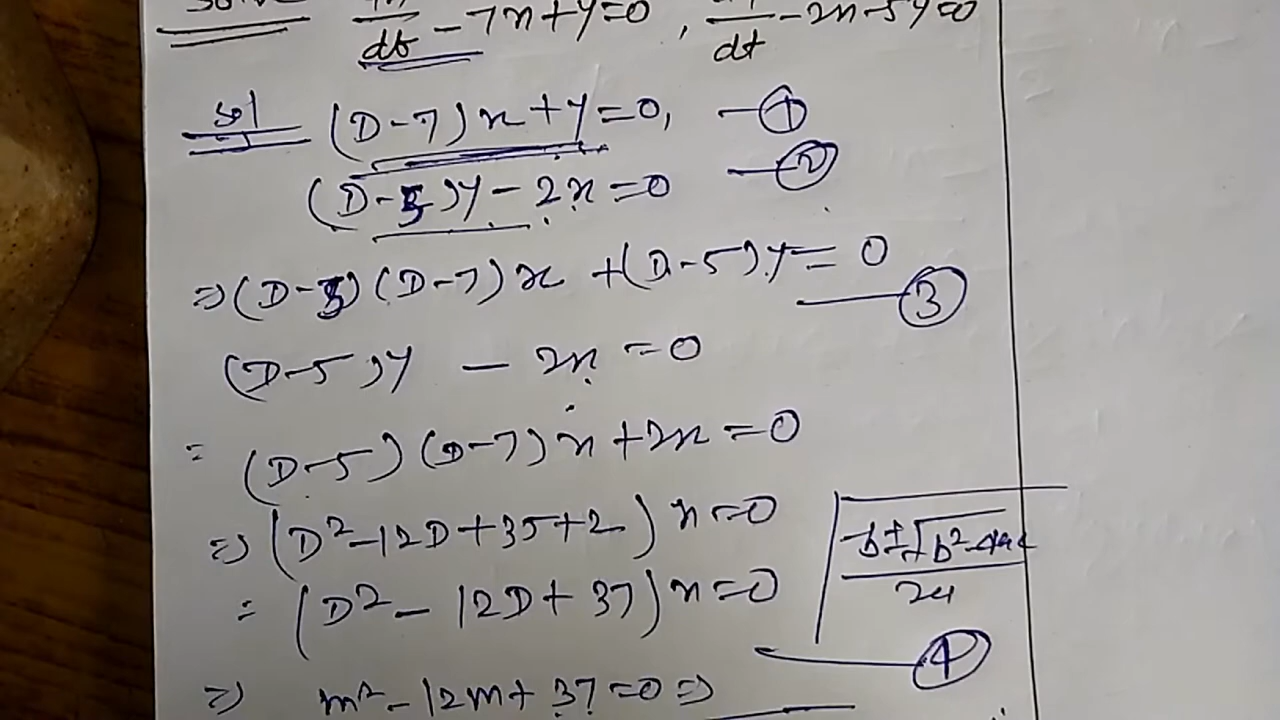 dt - 7x+y=0, dt - 2x-5y=0
Sol (D-7)x+y=0, - ①
(D-5)y-2x=0 - ②
⇒(D-5)(D-7)x +(D-5)y= 0
- ③
(D-5)y - 2x =0
= (D-5)(D-7)x+2x=0
⇒ (D²-12D+35+2)x=0
-b±√b²-4ac
2a
= (D²-12D+37)x=0
- ④
⇒ m²-12m+37=0⇒